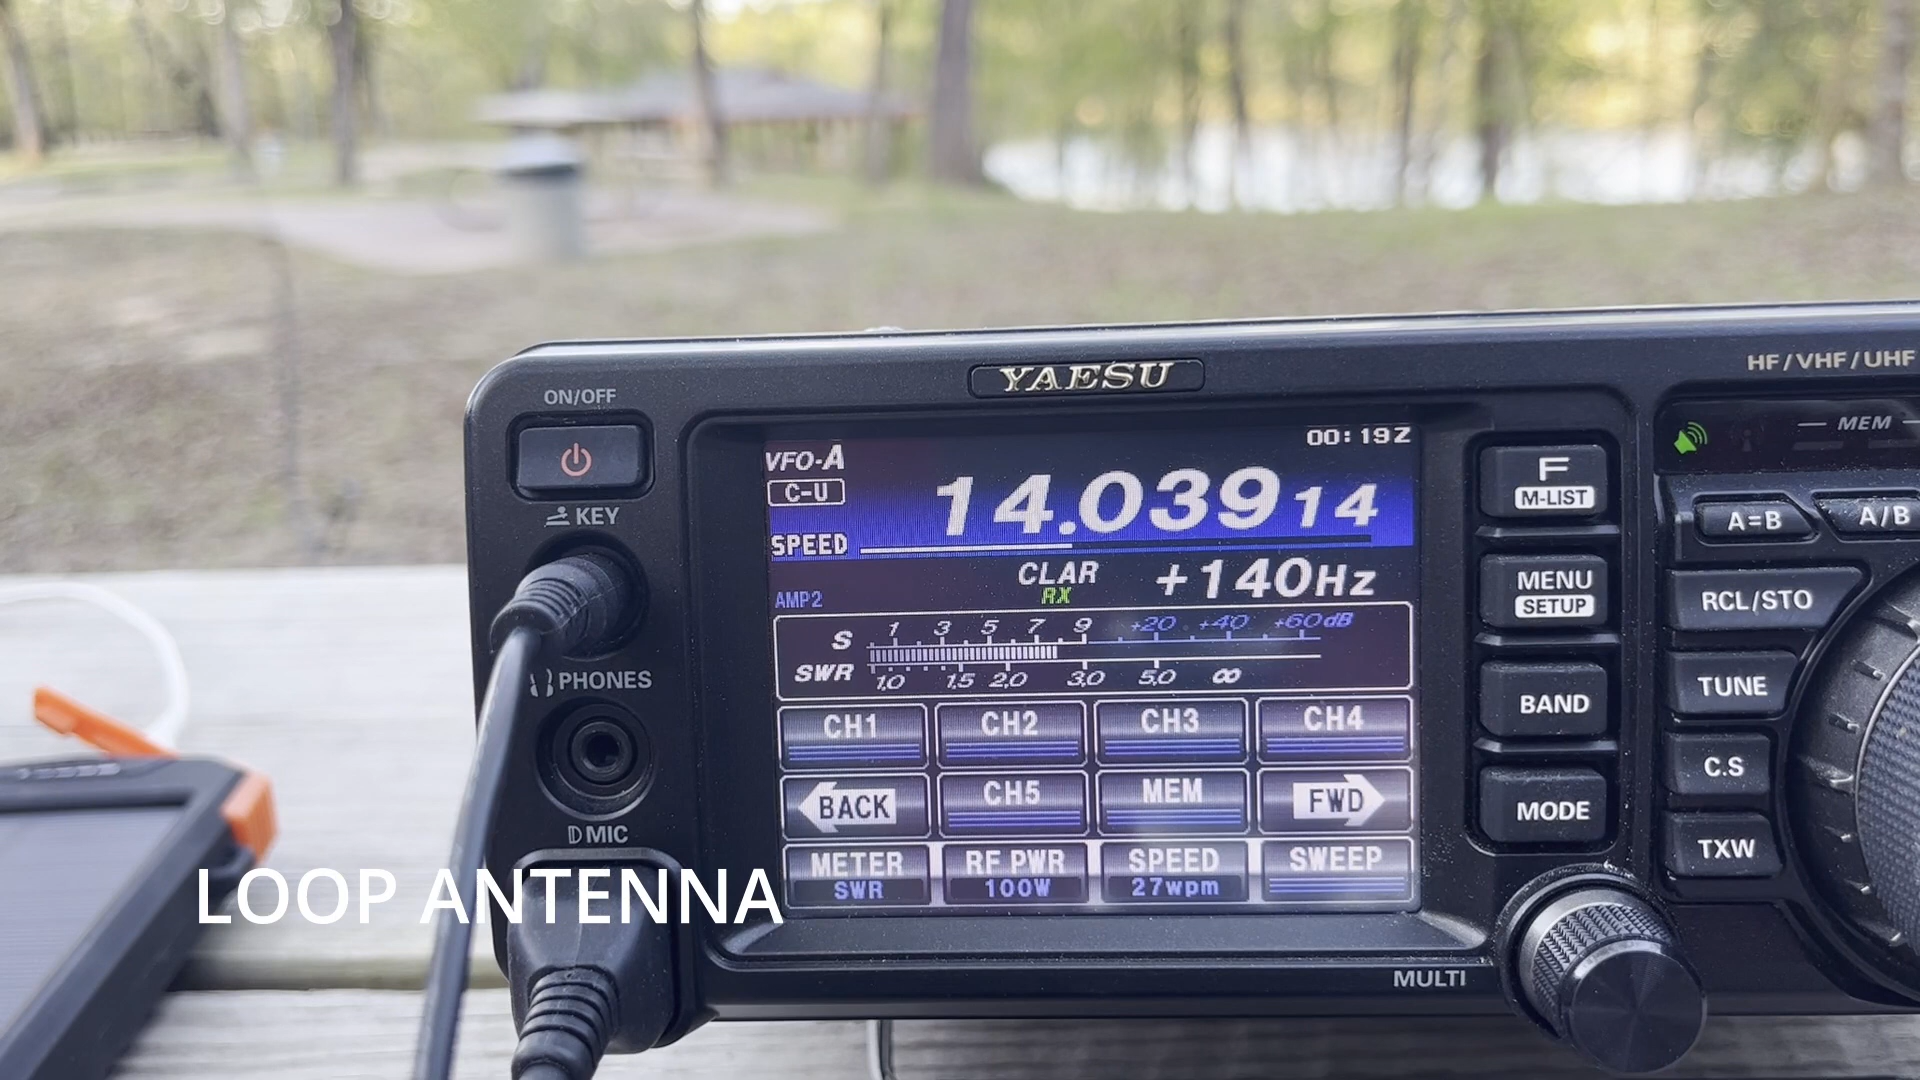 YAESU
HF/VHF/UHF
ON/OFF
KEY
PHONES
MIC
00:19Z
VFO-A
C-U
14.039 14
SPEED
CLAR +140Hz
RX
AMP2
S 1 3 5 7 9 +20 +40 +60dB
SWR 1.0 1.5 2.0 3.0 5.0 ∞
CH1 CH2 CH3 CH4
BACK CH5 MEM FWD
METER RF PWR SPEED SWEEP
SWR 100W 27wpm
F
M-LIST
MENU
SETUP
BAND
MODE
MULTI
MEM
A=B A/B
RCL/STO
TUNE
C.S
TXW
LOOP ANTENNA